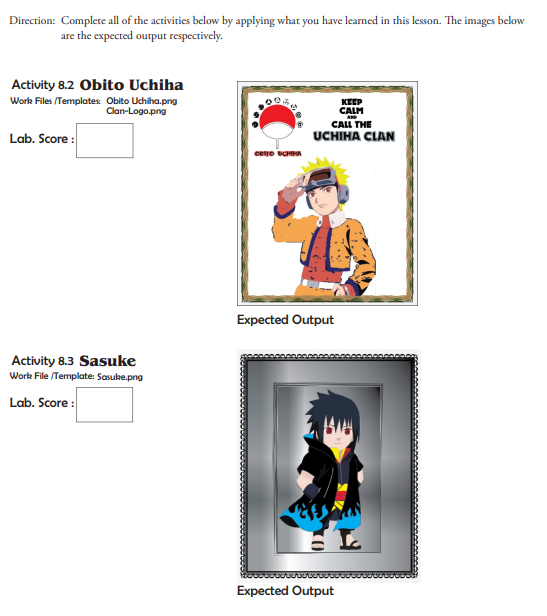 Direction: Complete all of the activities below by applying what you have learned in this lesson. The images below
are the expected output respectively.
Activity 8.2 Obito Uchiha
Work Files /Templates: Obito Uchiha.png
Clan-Logo.png
Lab. Score :
KEEP
CALM
AND
CALL THE
UCHIHA CLAN
OBITO UCHIHA
Expected Output
Activity 8.3 Sasuke
Work File /Template: Sasuke.png
Lab. Score :
Expected Output